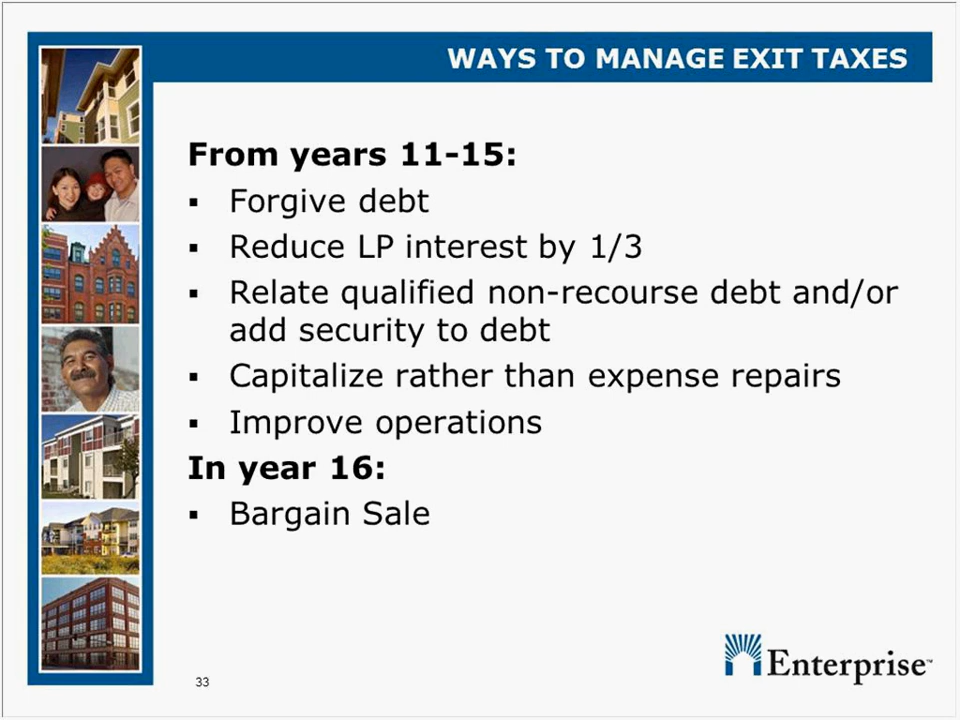 WAYS TO MANAGE EXIT TAXES
From years 11-15:
▪ Forgive debt
▪ Reduce LP interest by 1/3
▪ Relate qualified non-recourse debt and/or
add security to debt
▪ Capitalize rather than expense repairs
▪ Improve operations
In year 16:
▪ Bargain Sale
33
Enterprise™